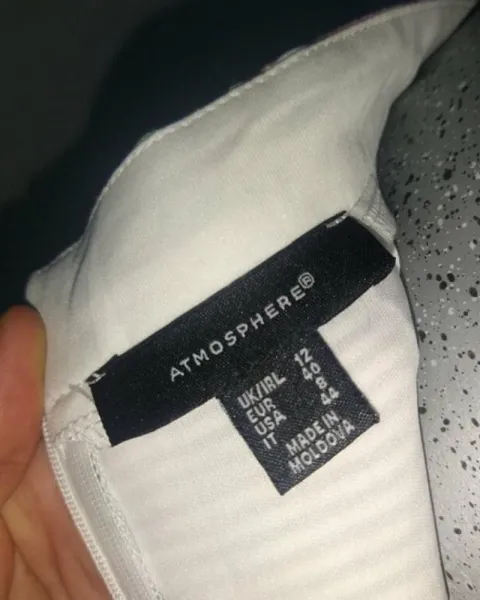 ATMOSPHERE®
UK/IRL 12
EUR 40
USA 8
IT 44
MADE IN
MOLDOVA